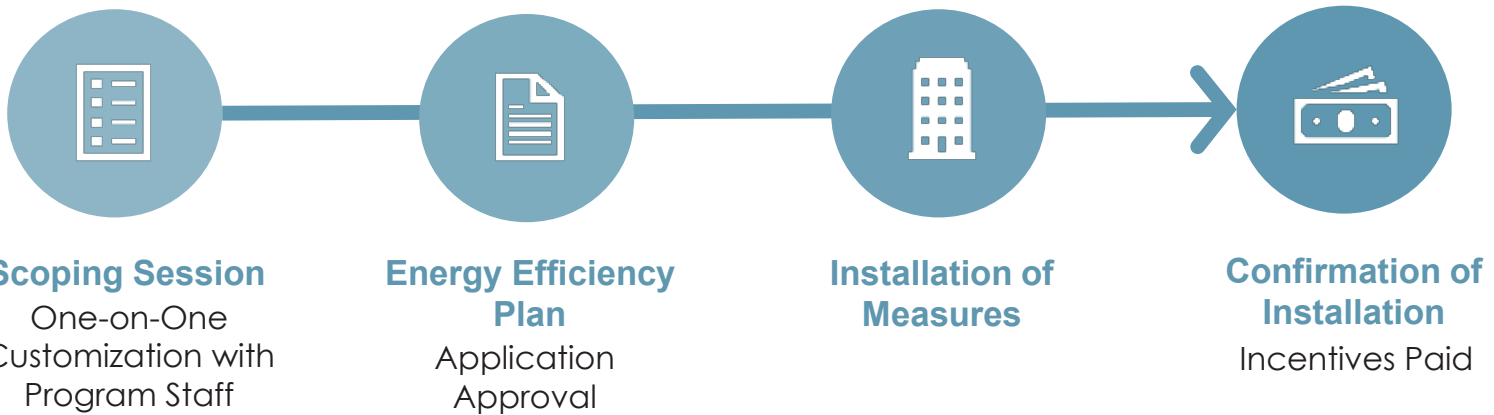 Scoping Session
One-on-One
Customization with
Program Staff
Energy Efficiency
Plan
Application
Approval
Installation of
Measures
Confirmation of
Installation
Incentives Paid